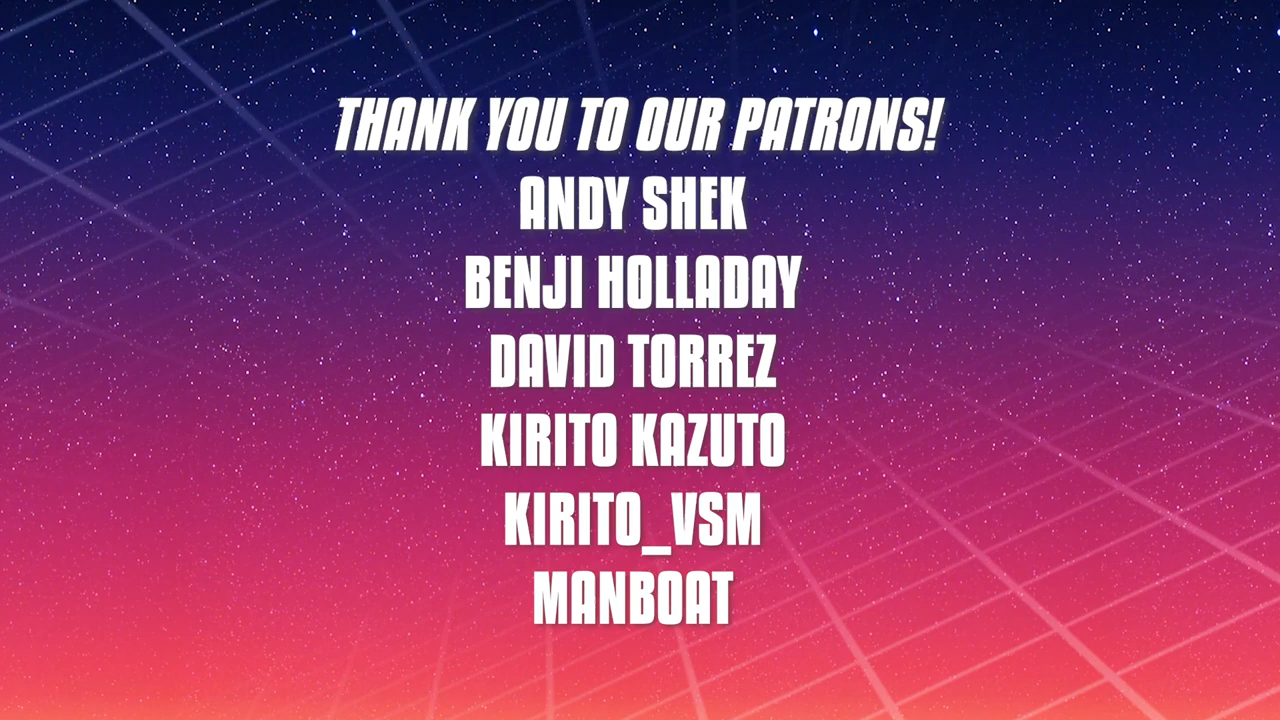 THANK YOU TO OUR PATRONS!
ANDY SHEK
BENJI HOLLADAY
DAVID TORREZ
KIRITO KAZUTO
KIRITO_VSM
MANBOAT